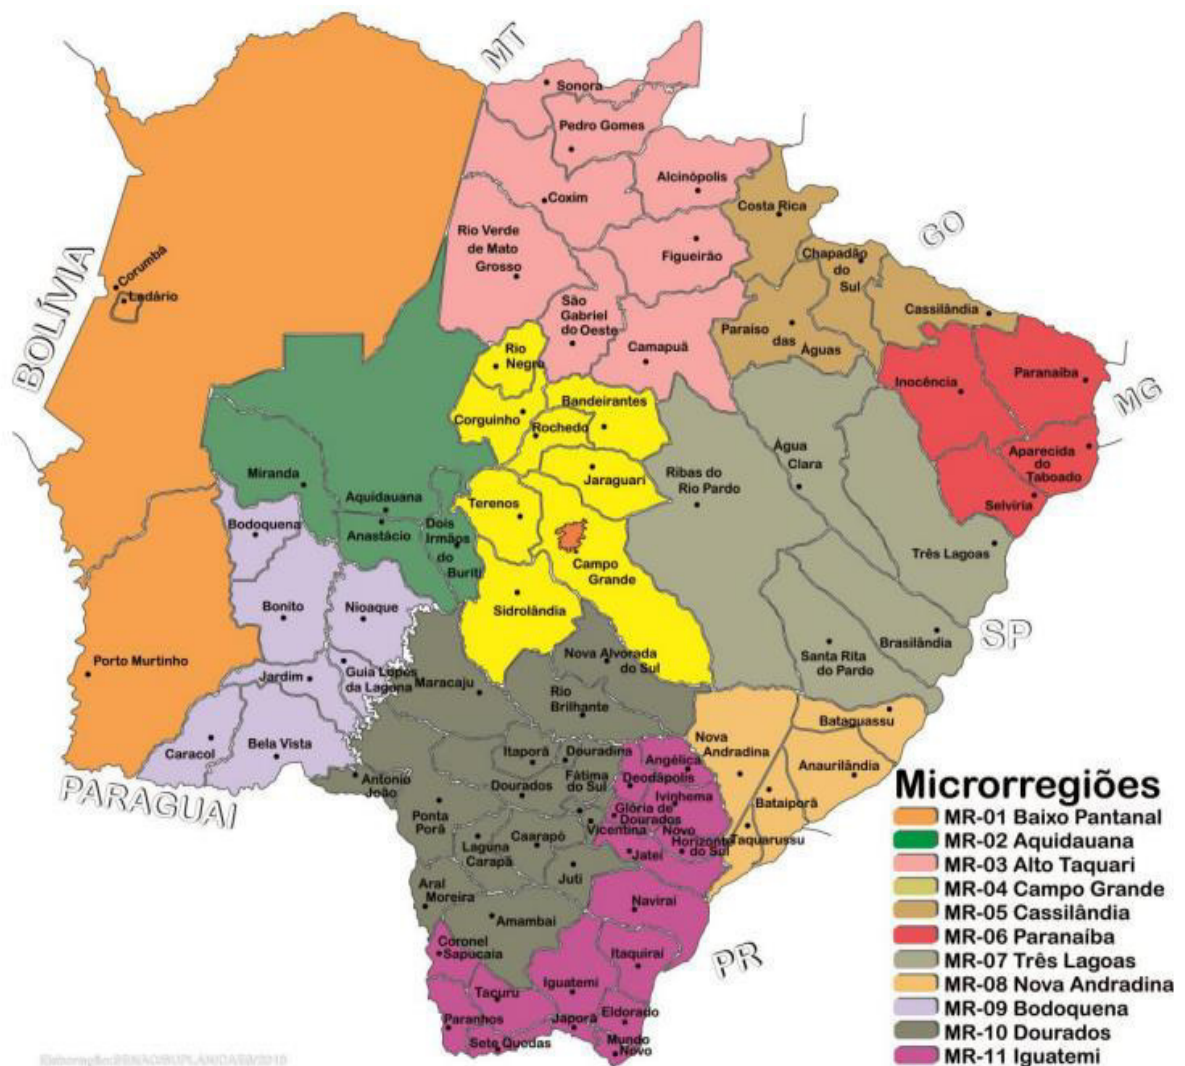 MT
Sonora
Pedro Gomes
Alcinópolis
Coxim
Costa Rica
GO
Rio Verde
de Mato
Grosso
Figueirão
Chapadão
do
Sul
BOLÍVIA
Corumbá
Ladário
São
Gabriel
do Oeste
Cassilândia
Paraíso
das
Águas
Camapuã
Rio
Negro
Inocência
Paranaíba
MG
Bandeirantes
Corguinho
Rochedo
Água
Clara
Aparecida
do
Taboado
Miranda
Jaraguari
Ribas do
Rio Pardo
Aquidauana
Terenos
Selvíria
Bodoquena
Anastácio
Dois
Irmãos
do
Buriti
Três Lagoas
Campo
Grande
Bonito
Nioaque
Sidrolândia
SP
Brasilândia
Porto Murtinho
Nova Alvorada
do Sul
Santa Rita
do Pardo
Jardim
Guia Lopes
da Laguna
Maracaju
Rio
Brilhante
Bataguassu
Caracol
Bela Vista
Itaporã
Douradina
Angélica
Nova
Andradina
Anaurilândia
PARAGUAI
Antonio
João
Dourados
Fátima
do Sul
Deodápolis
Ivinhema
Ponta
Porã
Glória de
Dourados
Bataiporã
Caarapó
Vicentina
Novo
Horizonte
do Sul
Taquarussu
Laguna
Carapã
Jateí
Juti
Aral
Moreira
Naviraí
Amambai
Coronel
Sapucaia
Itaquiraí
PR
Tacuru
Iguatemi
Paranhos
Japorã
Eldorado
Sete Quedas
Mundo
Novo
Microrregiões
MR-01 Baixo Pantanal
MR-02 Aquidauana
MR-03 Alto Taquari
MR-04 Campo Grande
MR-05 Cassilândia
MR-06 Paranaíba
MR-07 Três Lagoas
MR-08 Nova Andradina
MR-09 Bodoquena
MR-10 Dourados
MR-11 Iguatemi